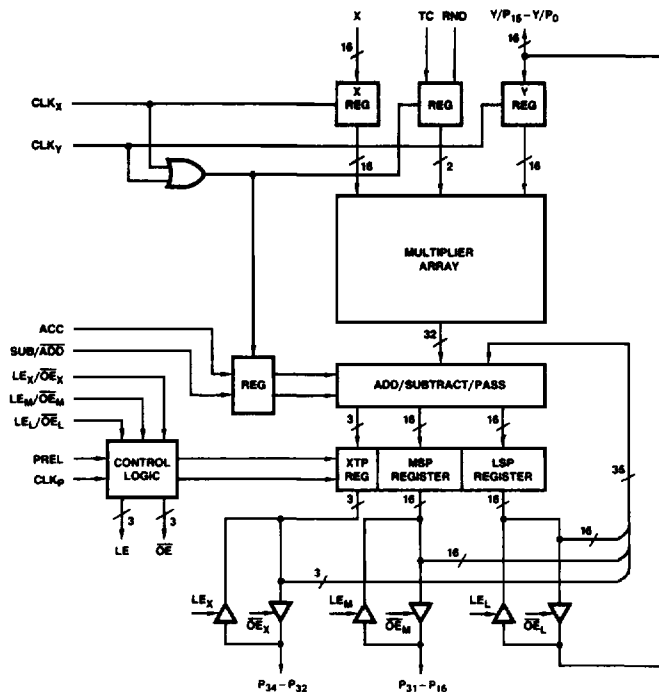 X
TC RND
Y/P15–Y/P0
16
16
CLKX
X REG
REG
Y REG
CLKY
16
2
16
MULTIPLIER ARRAY
ACC
32
SUB/ADD
LEX/OEX
REG
ADD/SUBTRACT/PASS
LEM/OEM
3
16
16
LEL/OEL
PREL
CONTROL LOGIC
XTP REG
MSP REGISTER
LSP REGISTER
35
CLKP
3
3
3
16
16
LE
OE
16
16
3
LEX
OEX
LEM
OEM
LEL
OEL
P34–P32
P31–P16